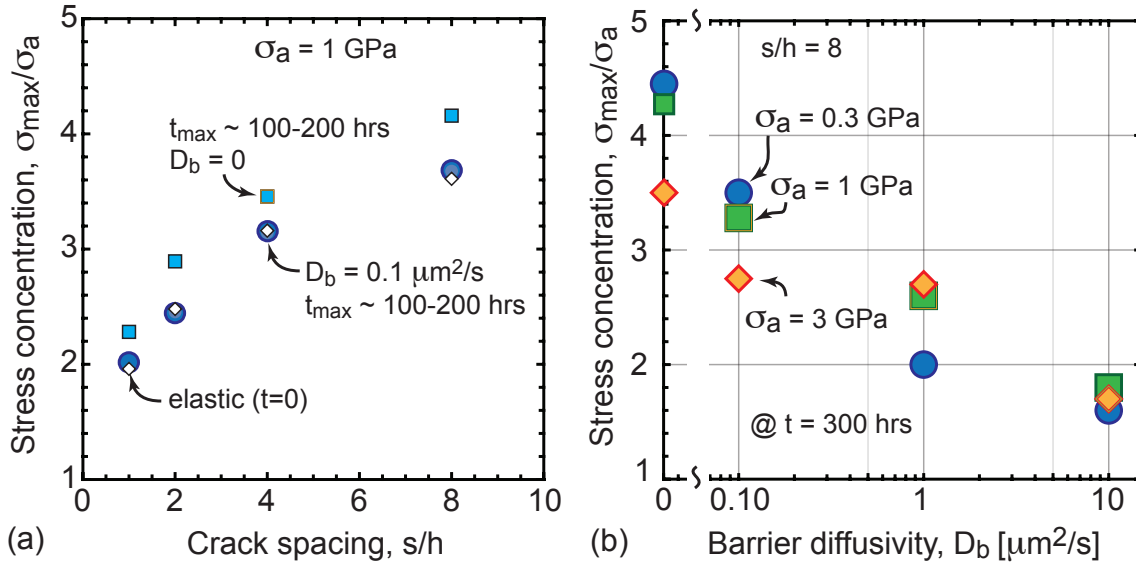 Stress concentration, σmax/σa
5
4
3
2
1
0
2
4
6
8
10
Crack spacing, s/h
(a)
σa = 1 GPa
tmax ~ 100-200 hrs
Db = 0
Db = 0.1 μm²/s
tmax ~ 100-200 hrs
elastic (t=0)
Stress concentration, σmax/σa
5
4
3
2
1
0
0.10
1
10
Barrier diffusivity, Db [μm²/s]
(b)
s/h = 8
σa = 0.3 GPa
σa = 1 GPa
σa = 3 GPa
@ t = 300 hrs